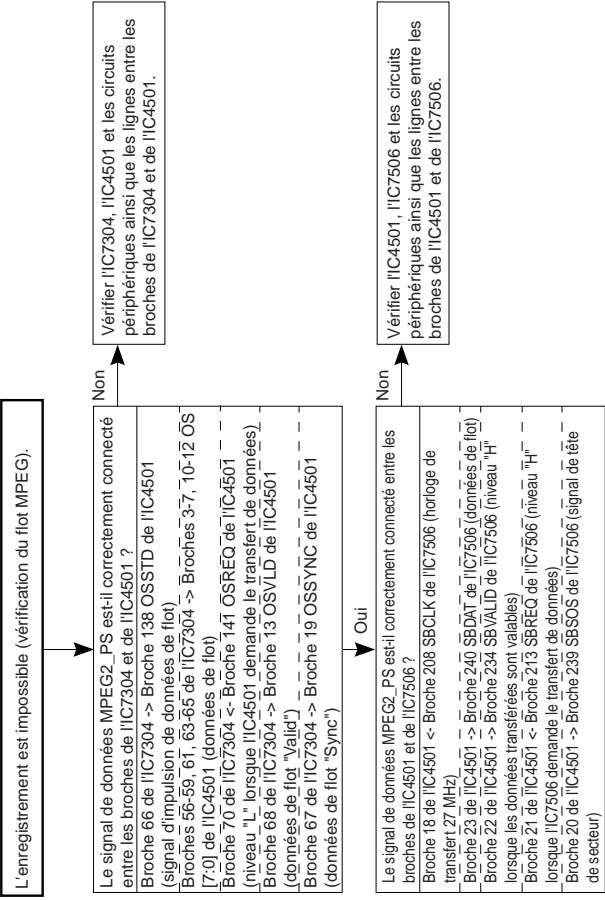 L'enregistrement est impossible (vérification du flot MPEG).
Le signal de données MPEG2_PS est-il correctement connecté
entre les broches de l'IC7304 et de l'IC4501 ?
Broche 66 de l'IC7304 -> Broche 138 OSSTD de l'IC4501
(signal d'impulsion de données de flot)
Broches 56-59, 61, 63-65 de l'IC7304 -> Broches 3-7, 10-12 OS
[7:0] de l'IC4501 (données de flot)
Broche 70 de l'IC7304 <- Broche 141 OSREQ de l'IC4501
(niveau "L" lorsque l'IC4501 demande le transfert de données)
Broche 68 de l'IC7304 -> Broche 13 OSVLD de l'IC4501
(données de flot "Valid")
Broche 67 de l'IC7304 -> Broche 19 OSSYNC de l'IC4501
(données de flot "Sync")
Non
Vérifier l'IC7304, l'IC4501 et les circuits
périphériques ainsi que les lignes entre les
broches de l'IC7304 et de l'IC4501.
Oui
Le signal de données MPEG2_PS est-il correctement connecté entre les
broches de l'IC4501 et de l'IC7506 ?
Broche 18 de l'IC4501 <- Broche 208 SBCLK de l'IC7506 (horloge de
transfert 27 MHz)
Broche 23 de l'IC4501 -> Broche 240 SBDAT de l'IC7506 (données de flot)
Broche 22 de l'IC4501 -> Broche 234 SBVALID de l'IC7506 (niveau "H"
lorsque les données transférées sont valables)
Broche 21 de l'IC4501 <- Broche 213 SBREQ de l'IC7506 (niveau "H"
lorsque l'IC7506 demande le transfert de données)
Broche 20 de l'IC4501 -> Broche 239 SBSOS de l'IC7506 (signal de tête
de secteur)
Non
Vérifier l'IC4501, l'IC7506 et les circuits
périphériques ainsi que les lignes entre les
broches de l'IC4501 et de l'IC7506.